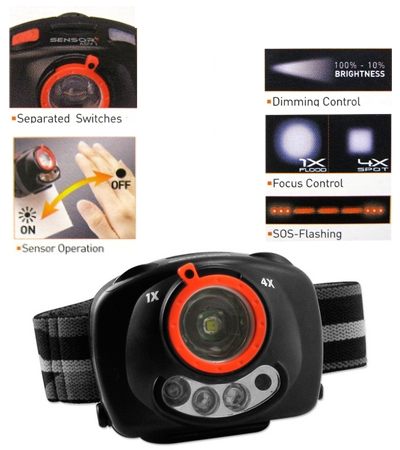 SENSOR
Separated Switches
OFF
ON
Sensor Operation
100% - 10%
BRIGHTNESS
Dimming Control
1X
FLOOD
4X
SPOT
Focus Control
SOS-Flashing
1X
4X